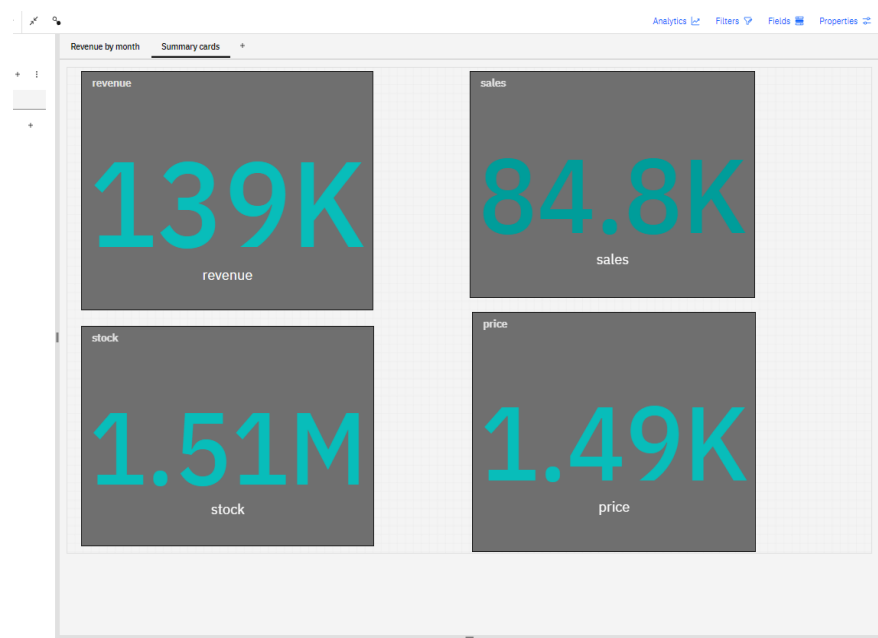 Analytics Filters Fields Properties
Revenue by month Summary cards +
+
+
revenue
139K
revenue
sales
84.8K
sales
stock
1.51M
stock
price
1.49K
price